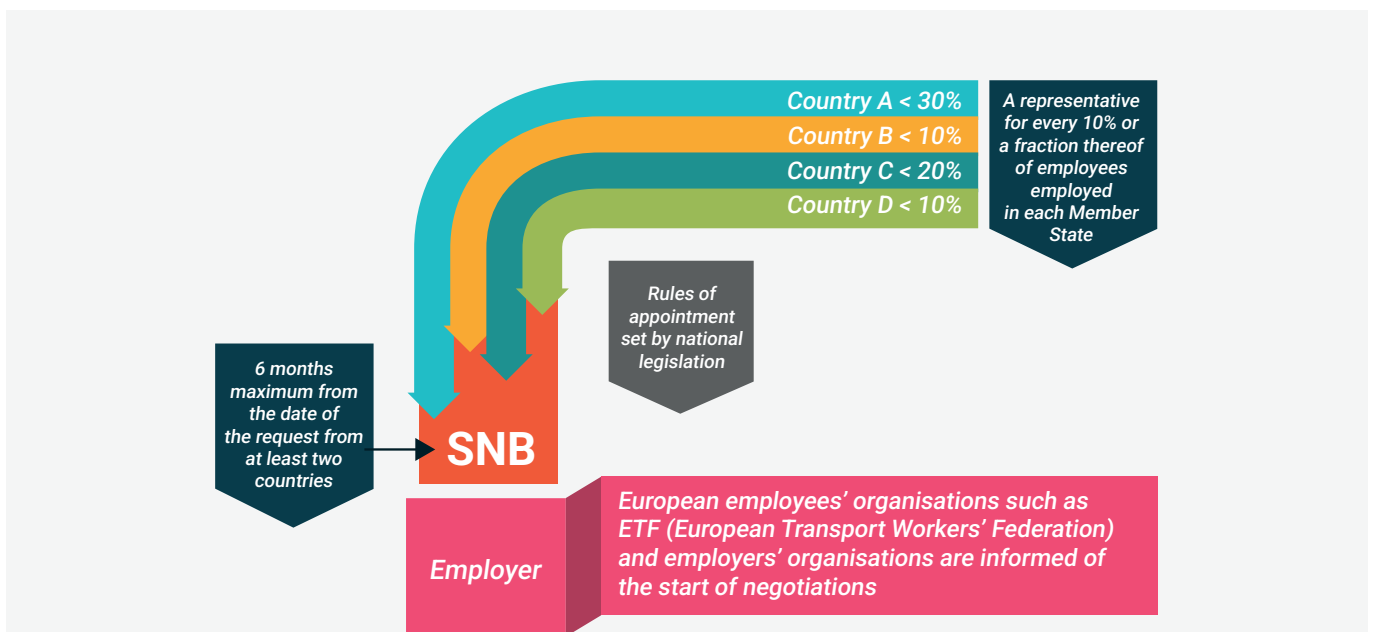 Country A < 30%
Country B < 10%
Country C < 20%
Country D < 10%
A representative
for every 10% or
a fraction thereof
of employees
employed
in each Member
State
Rules of
appointment
set by national
legislation
6 months
maximum from
the date of
the request from
at least two
countries
SNB
Employer
European employees’ organisations such as
ETF (European Transport Workers’ Federation)
and employers’ organisations are informed of
the start of negotiations